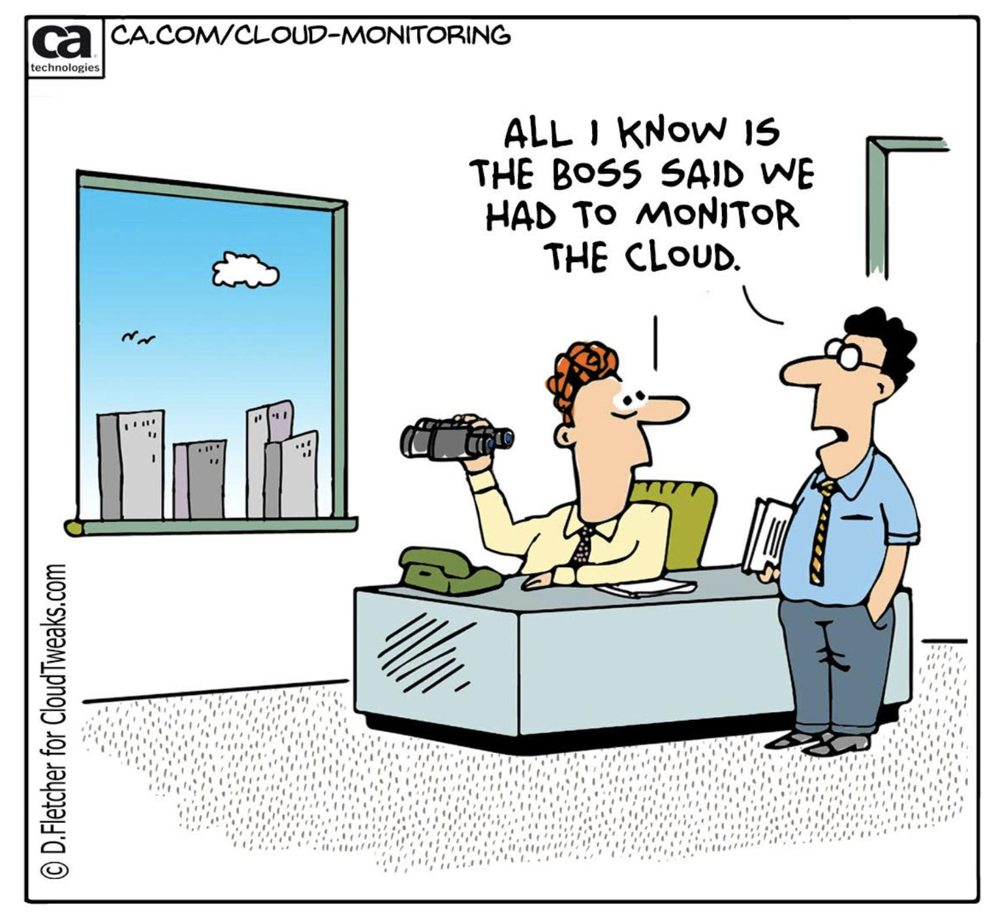 ca
technologies
CA.COM/CLOUD-MONITORING
ALL I KNOW IS
THE BOSS SAID WE
HAD TO MONITOR
THE CLOUD.
© D.Fletcher for CloudTweaks.com